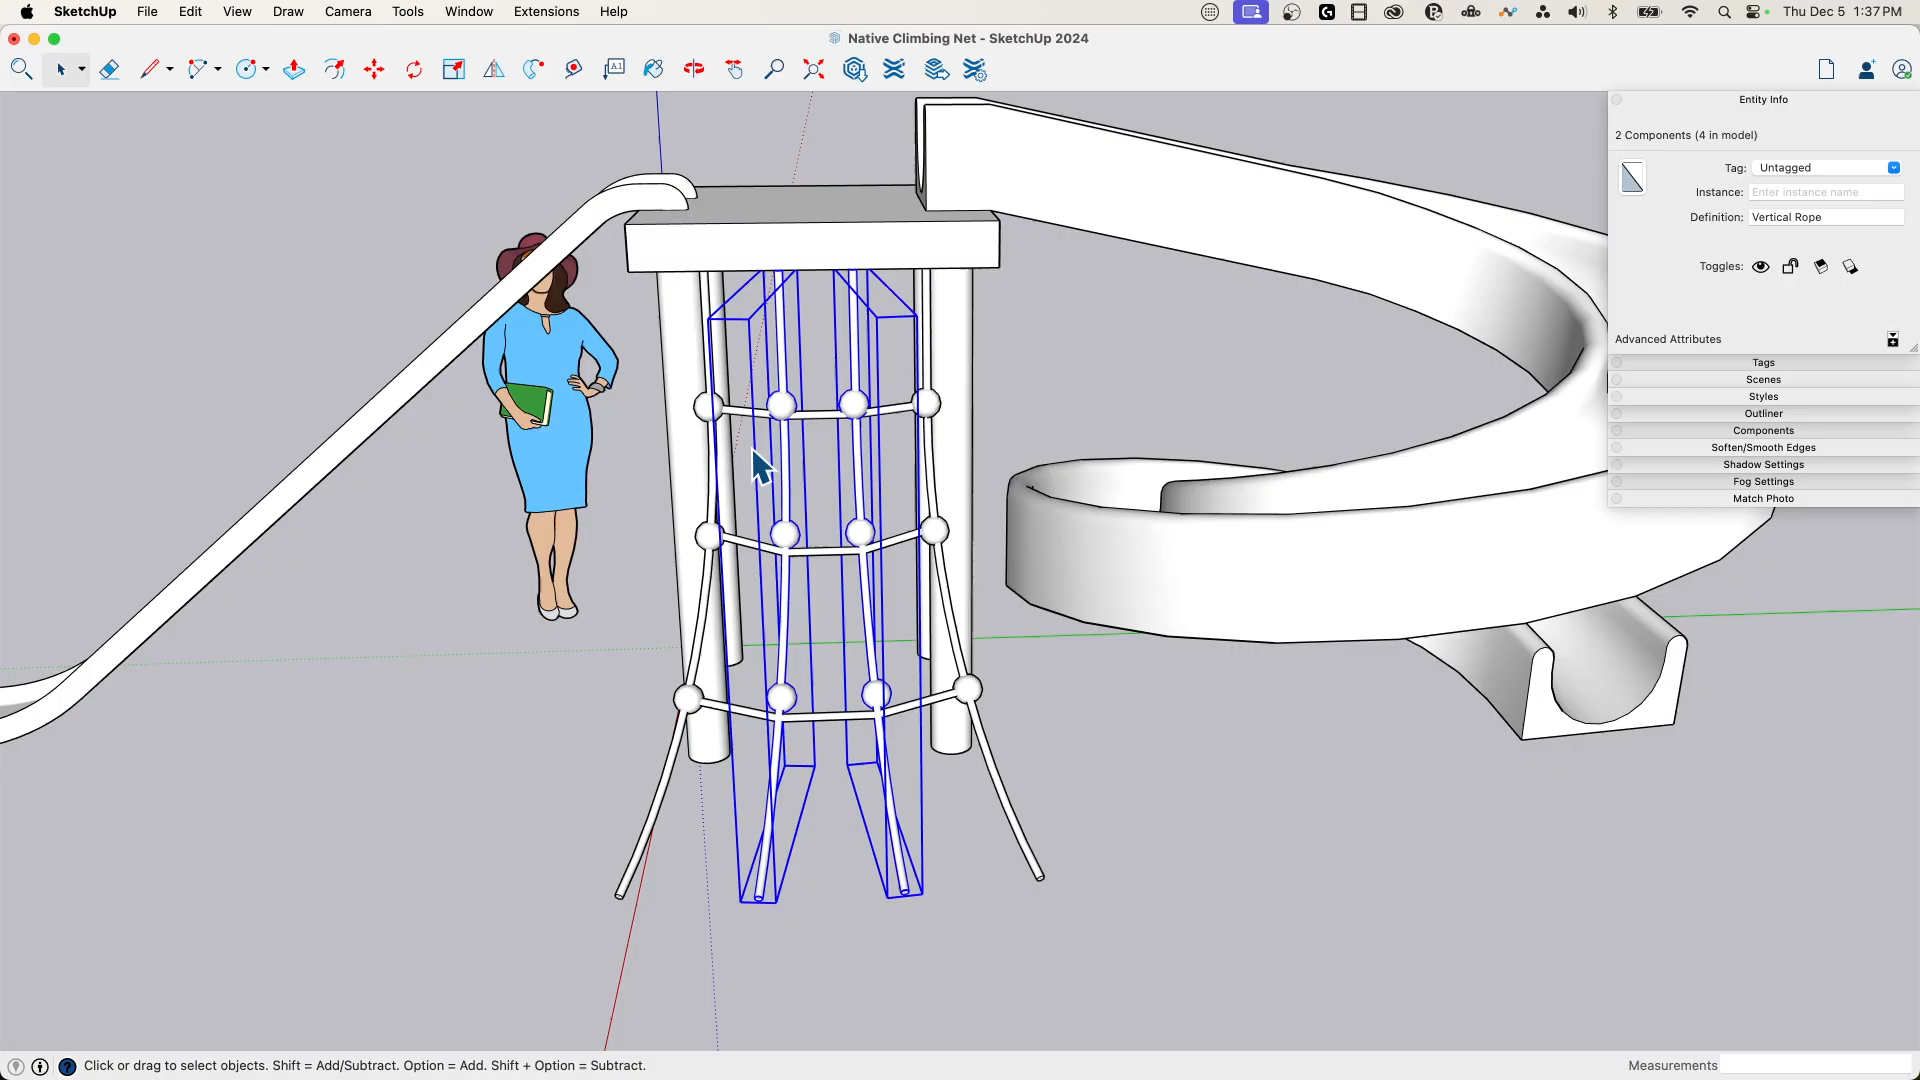 SketchUp File Edit View Draw Camera Tools Window Extensions Help Thu Dec 5 1:37 PM
Native Climbing Net - SketchUp 2024
A1
Entity Info
2 Components (4 in model)
Tag: Untagged
Instance: Enter instance name
Definition: Vertical Rope
Toggles:
Advanced Attributes
Tags
Scenes
Styles
Outliner
Components
Soften/Smooth Edges
Shadow Settings
Fog Settings
Match Photo
Click or drag to select objects. Shift = Add/Subtract. Option = Add. Shift + Option = Subtract. Measurements